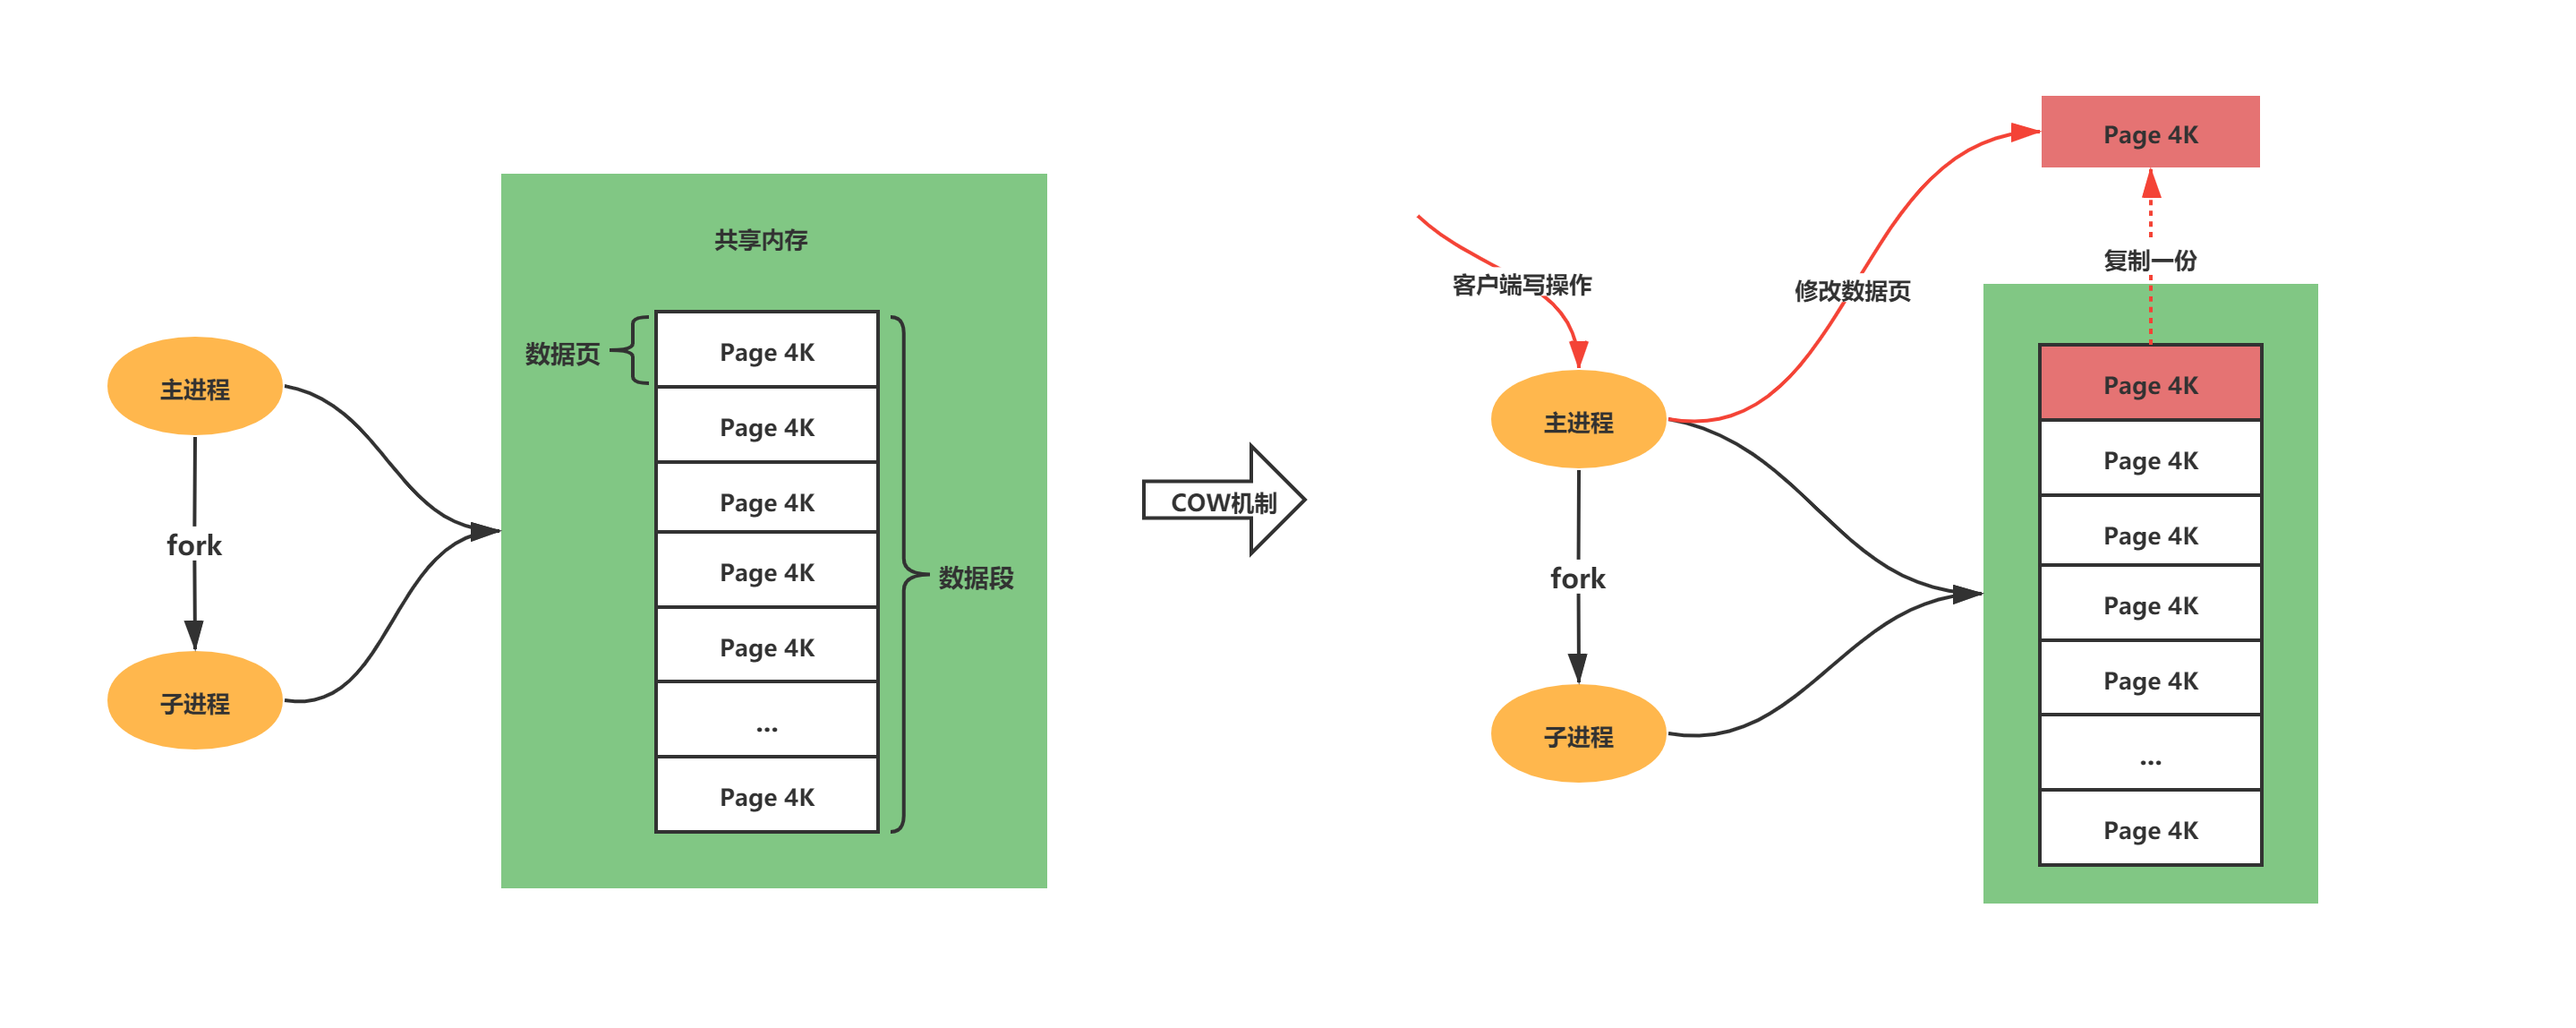 共享内存
数据页
Page 4K
Page 4K
Page 4K
Page 4K
Page 4K
...
Page 4K
数据段
主进程
fork
子进程
COW机制
客户端写操作
修改数据页
Page 4K
复制一份
主进程
fork
子进程
Page 4K
Page 4K
Page 4K
Page 4K
Page 4K
...
Page 4K